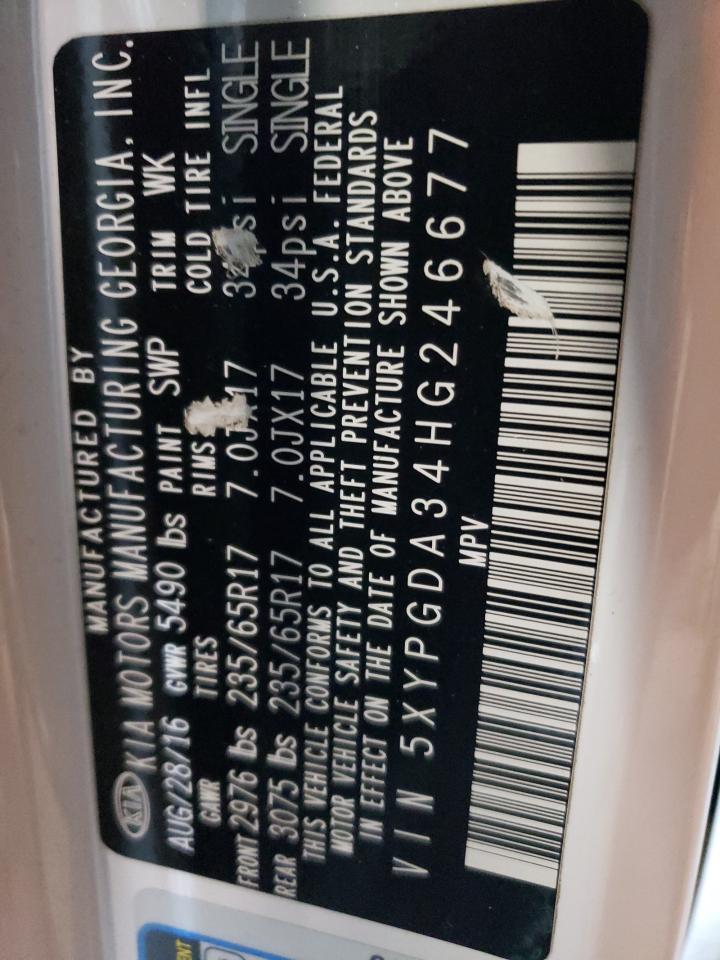 MANUFACTURED BY
KIA KIA MOTORS MANUFACTURING GEORGIA, INC.
AUG/28/16 GVWR 5490 lbs PAINT SWP TRIM WK
GAWR TIRES RIMS COLD TIRE INFL
FRONT 2976 lbs 235/65R17 7.0JX17 SINGLE
REAR 3075 lbs 235/65R17 7.0JX17 34psi SINGLE
THIS VEHICLE CONFORMS TO ALL APPLICABLE U.S.A. FEDERAL
MOTOR VEHICLE SAFETY AND THEFT PREVENTION STANDARDS
IN EFFECT ON THE DATE OF MANUFACTURE SHOWN ABOVE
VIN 5XYPGDA34HG246677
MPV